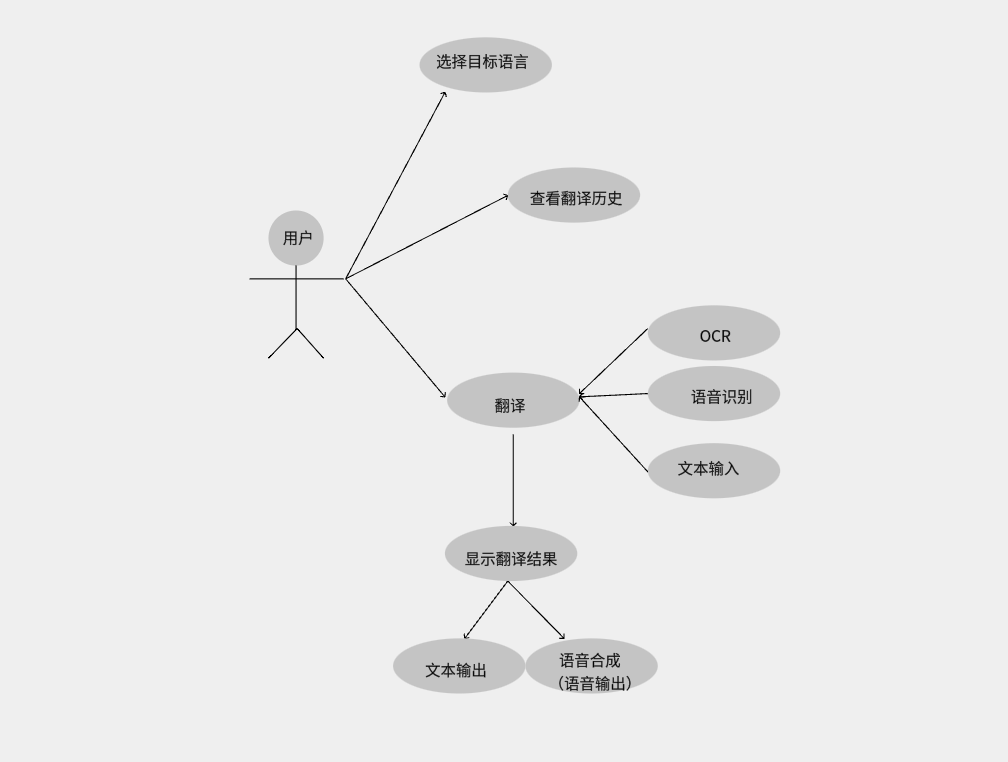 选择目标语言
查看翻译历史
用户
OCR
语音识别
翻译
文本输入
显示翻译结果
文本输出
语音合成
（语音输出）